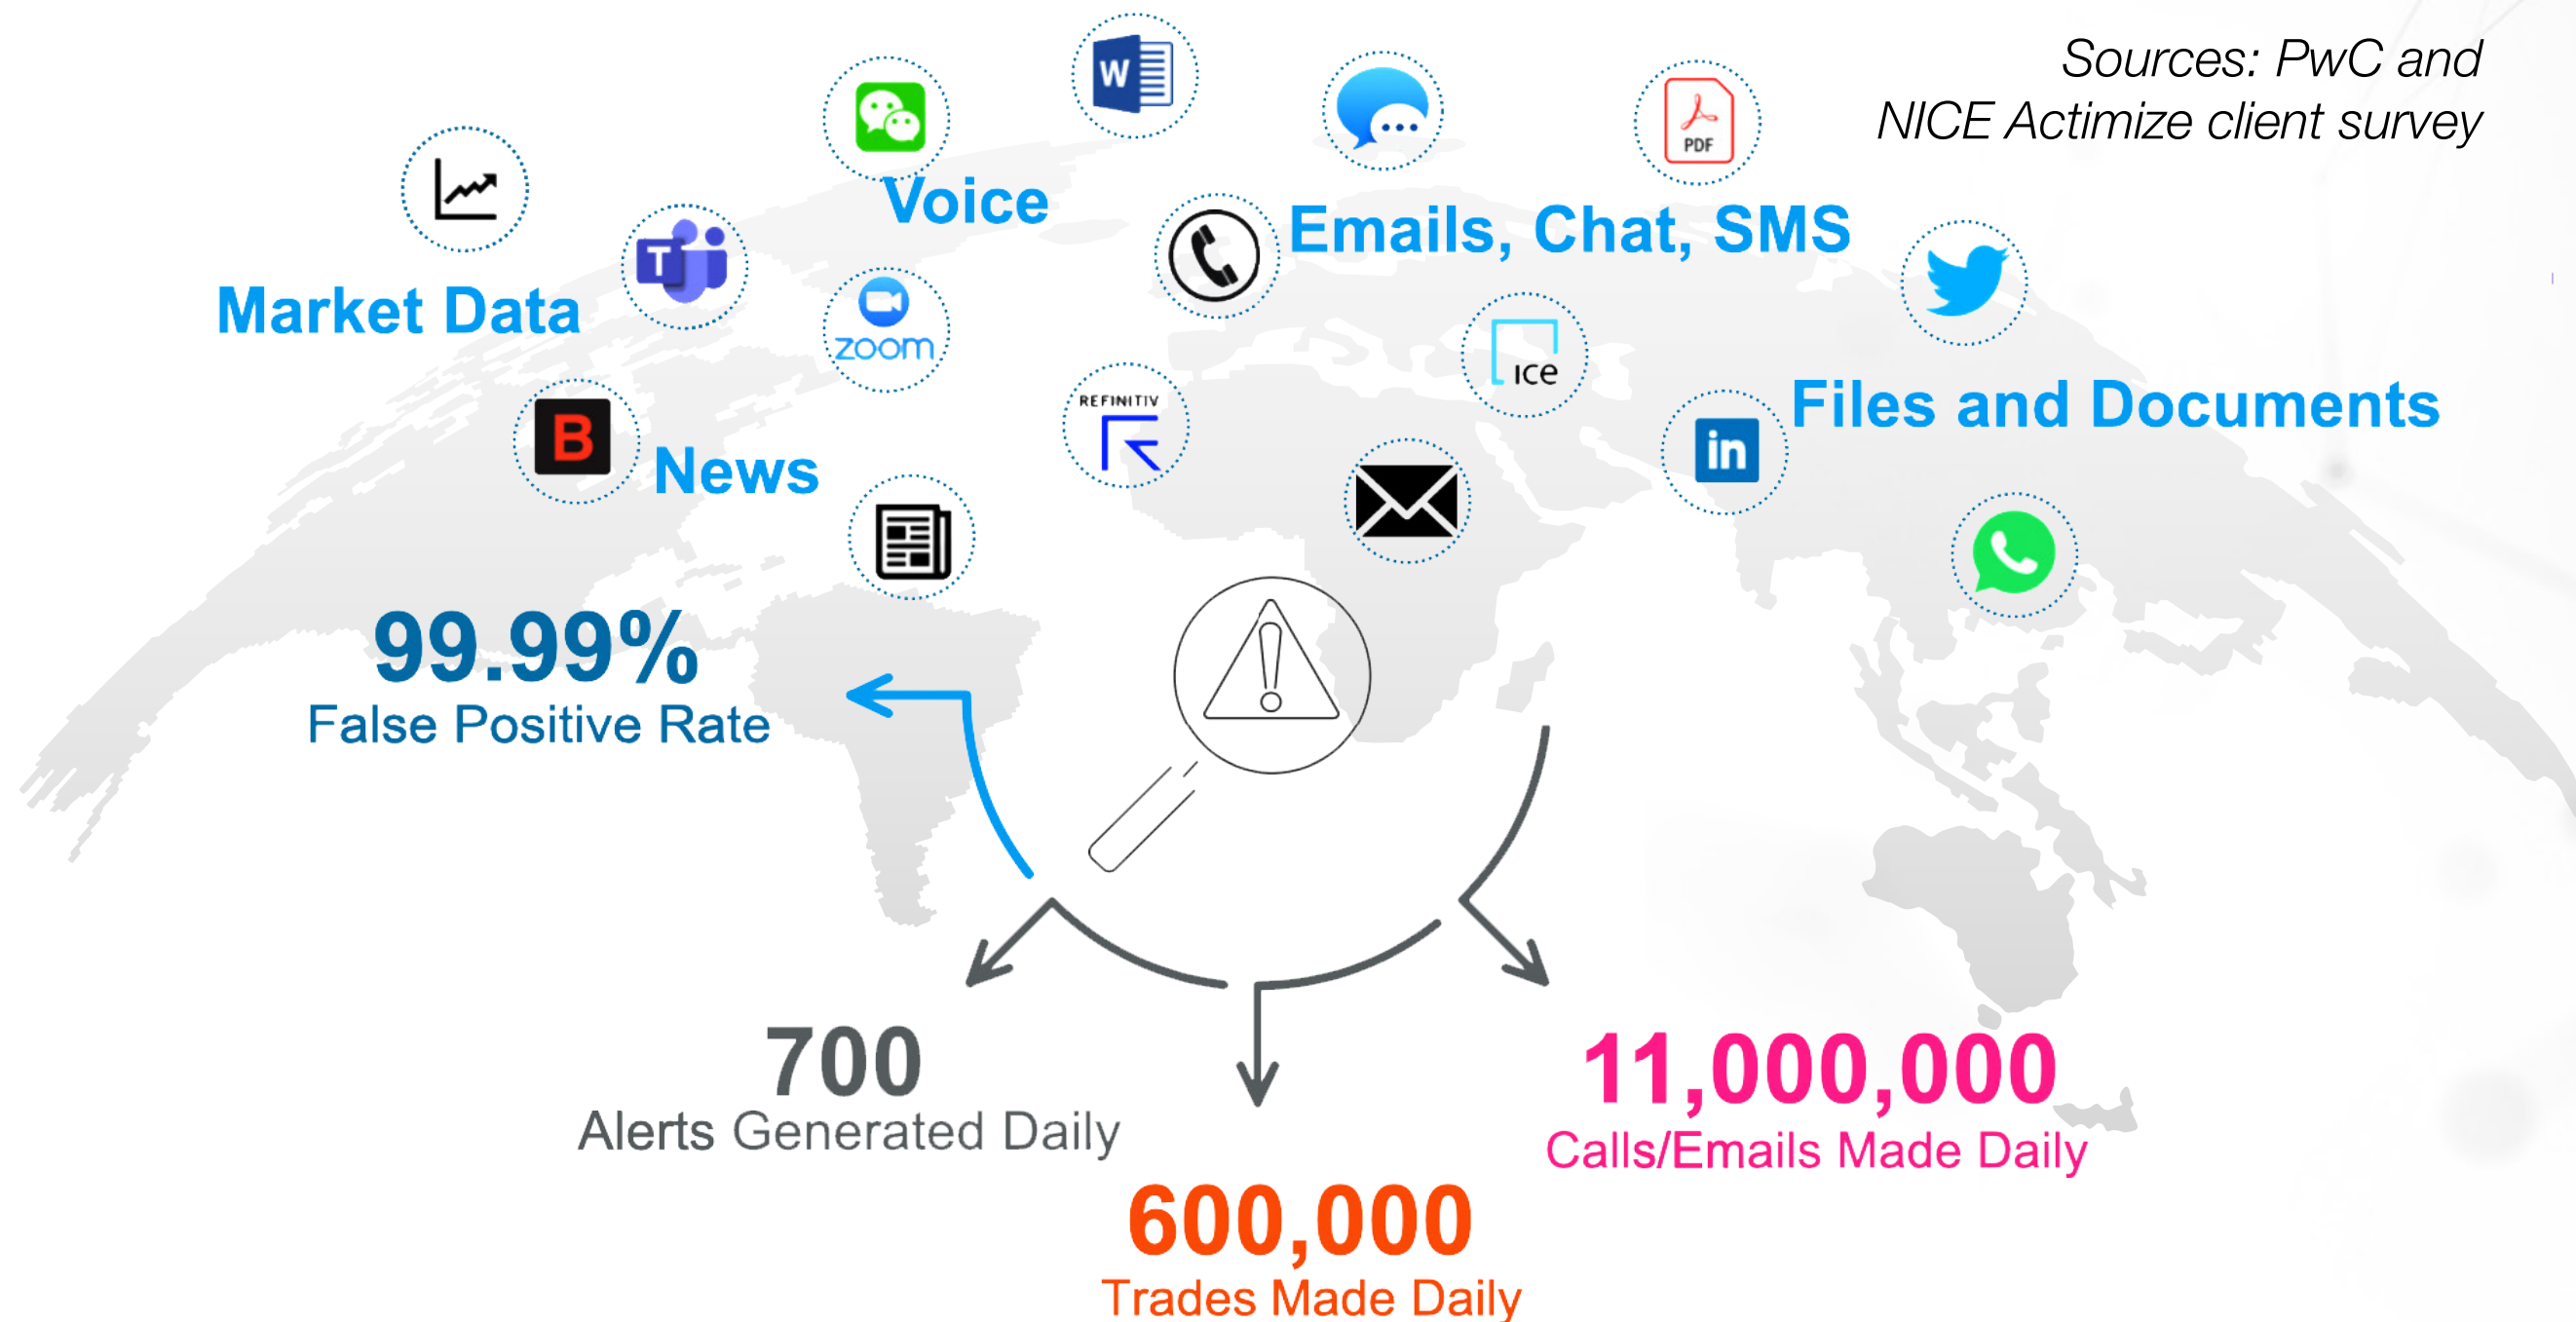 Sources: PwC and
NICE Actimize client survey
W
PDF
Voice
Emails, Chat, SMS
T
Market Data
zoom
ICE
REFINITIV
Files and Documents
B
News
in
99.99%
False Positive Rate
700
Alerts Generated Daily
11,000,000
Calls/Emails Made Daily
600,000
Trades Made Daily